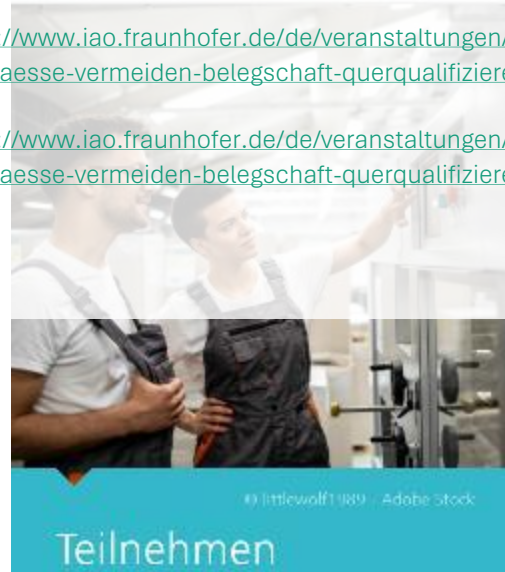 ://www.iao.fraunhofer.de/de/veranstaltungen/
aesse-vermeiden-belegschaft-querqualifiziere
://www.iao.fraunhofer.de/de/veranstaltungen/
aesse-vermeiden-belegschaft-querqualifiziere
© littlewolf1989 - Adobe Stock
Teilnehmen